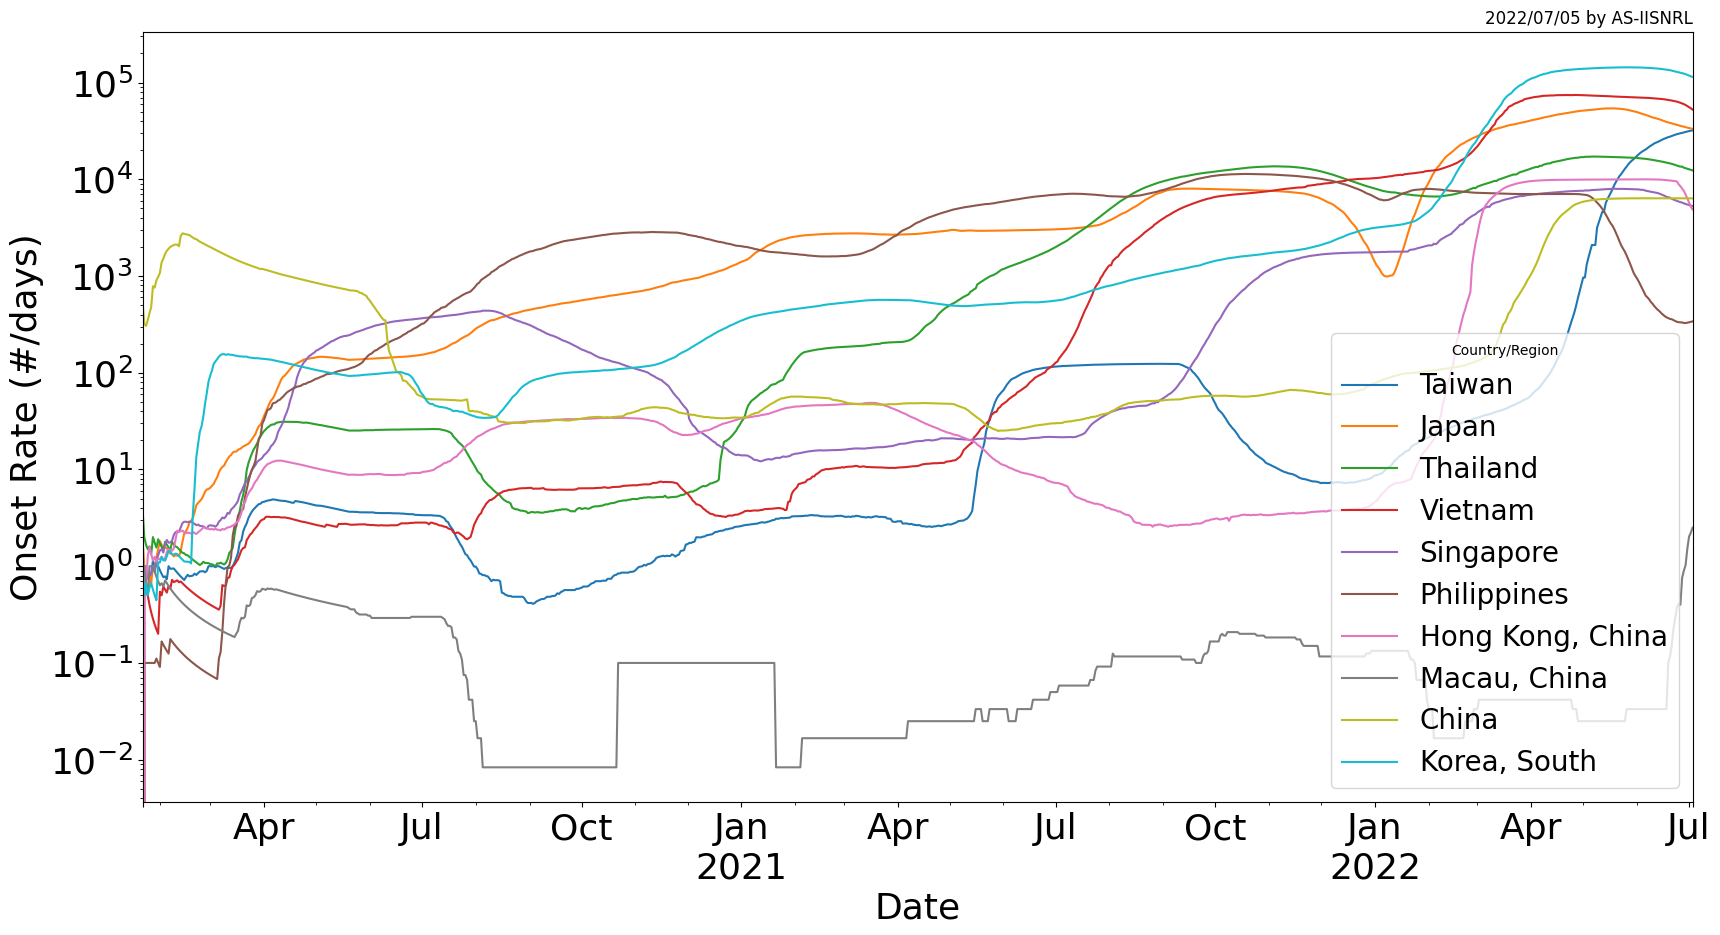 2022/07/05 by AS-IISNRL
Onset Rate (#/days)
10^5
10^4
10^3
10^2
10^1
10^0
10^−1
10^−2
Country/Region
Taiwan
Japan
Thailand
Vietnam
Singapore
Philippines
Hong Kong, China
Macau, China
China
Korea, South
Apr Jul Oct Jan Apr Jul Oct Jan Apr Jul
2021 2022
Date